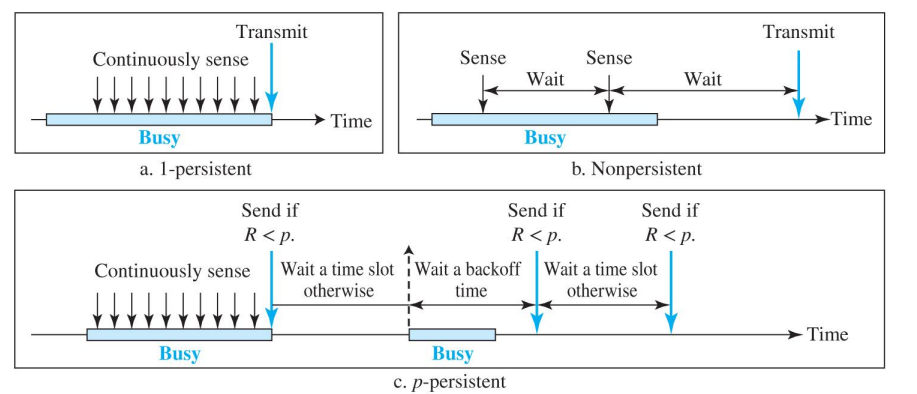 Transmit
Continuously sense
Time
Busy
a. 1-persistent
Transmit
Sense
Sense
Wait
Wait
Time
Busy
b. Nonpersistent
Send if
R < p.
Send if
R < p.
Send if
R < p.
Continuously sense
Wait a time slot
otherwise
Wait a backoff
time
Wait a time slot
otherwise
Time
Busy
Busy
c. p-persistent